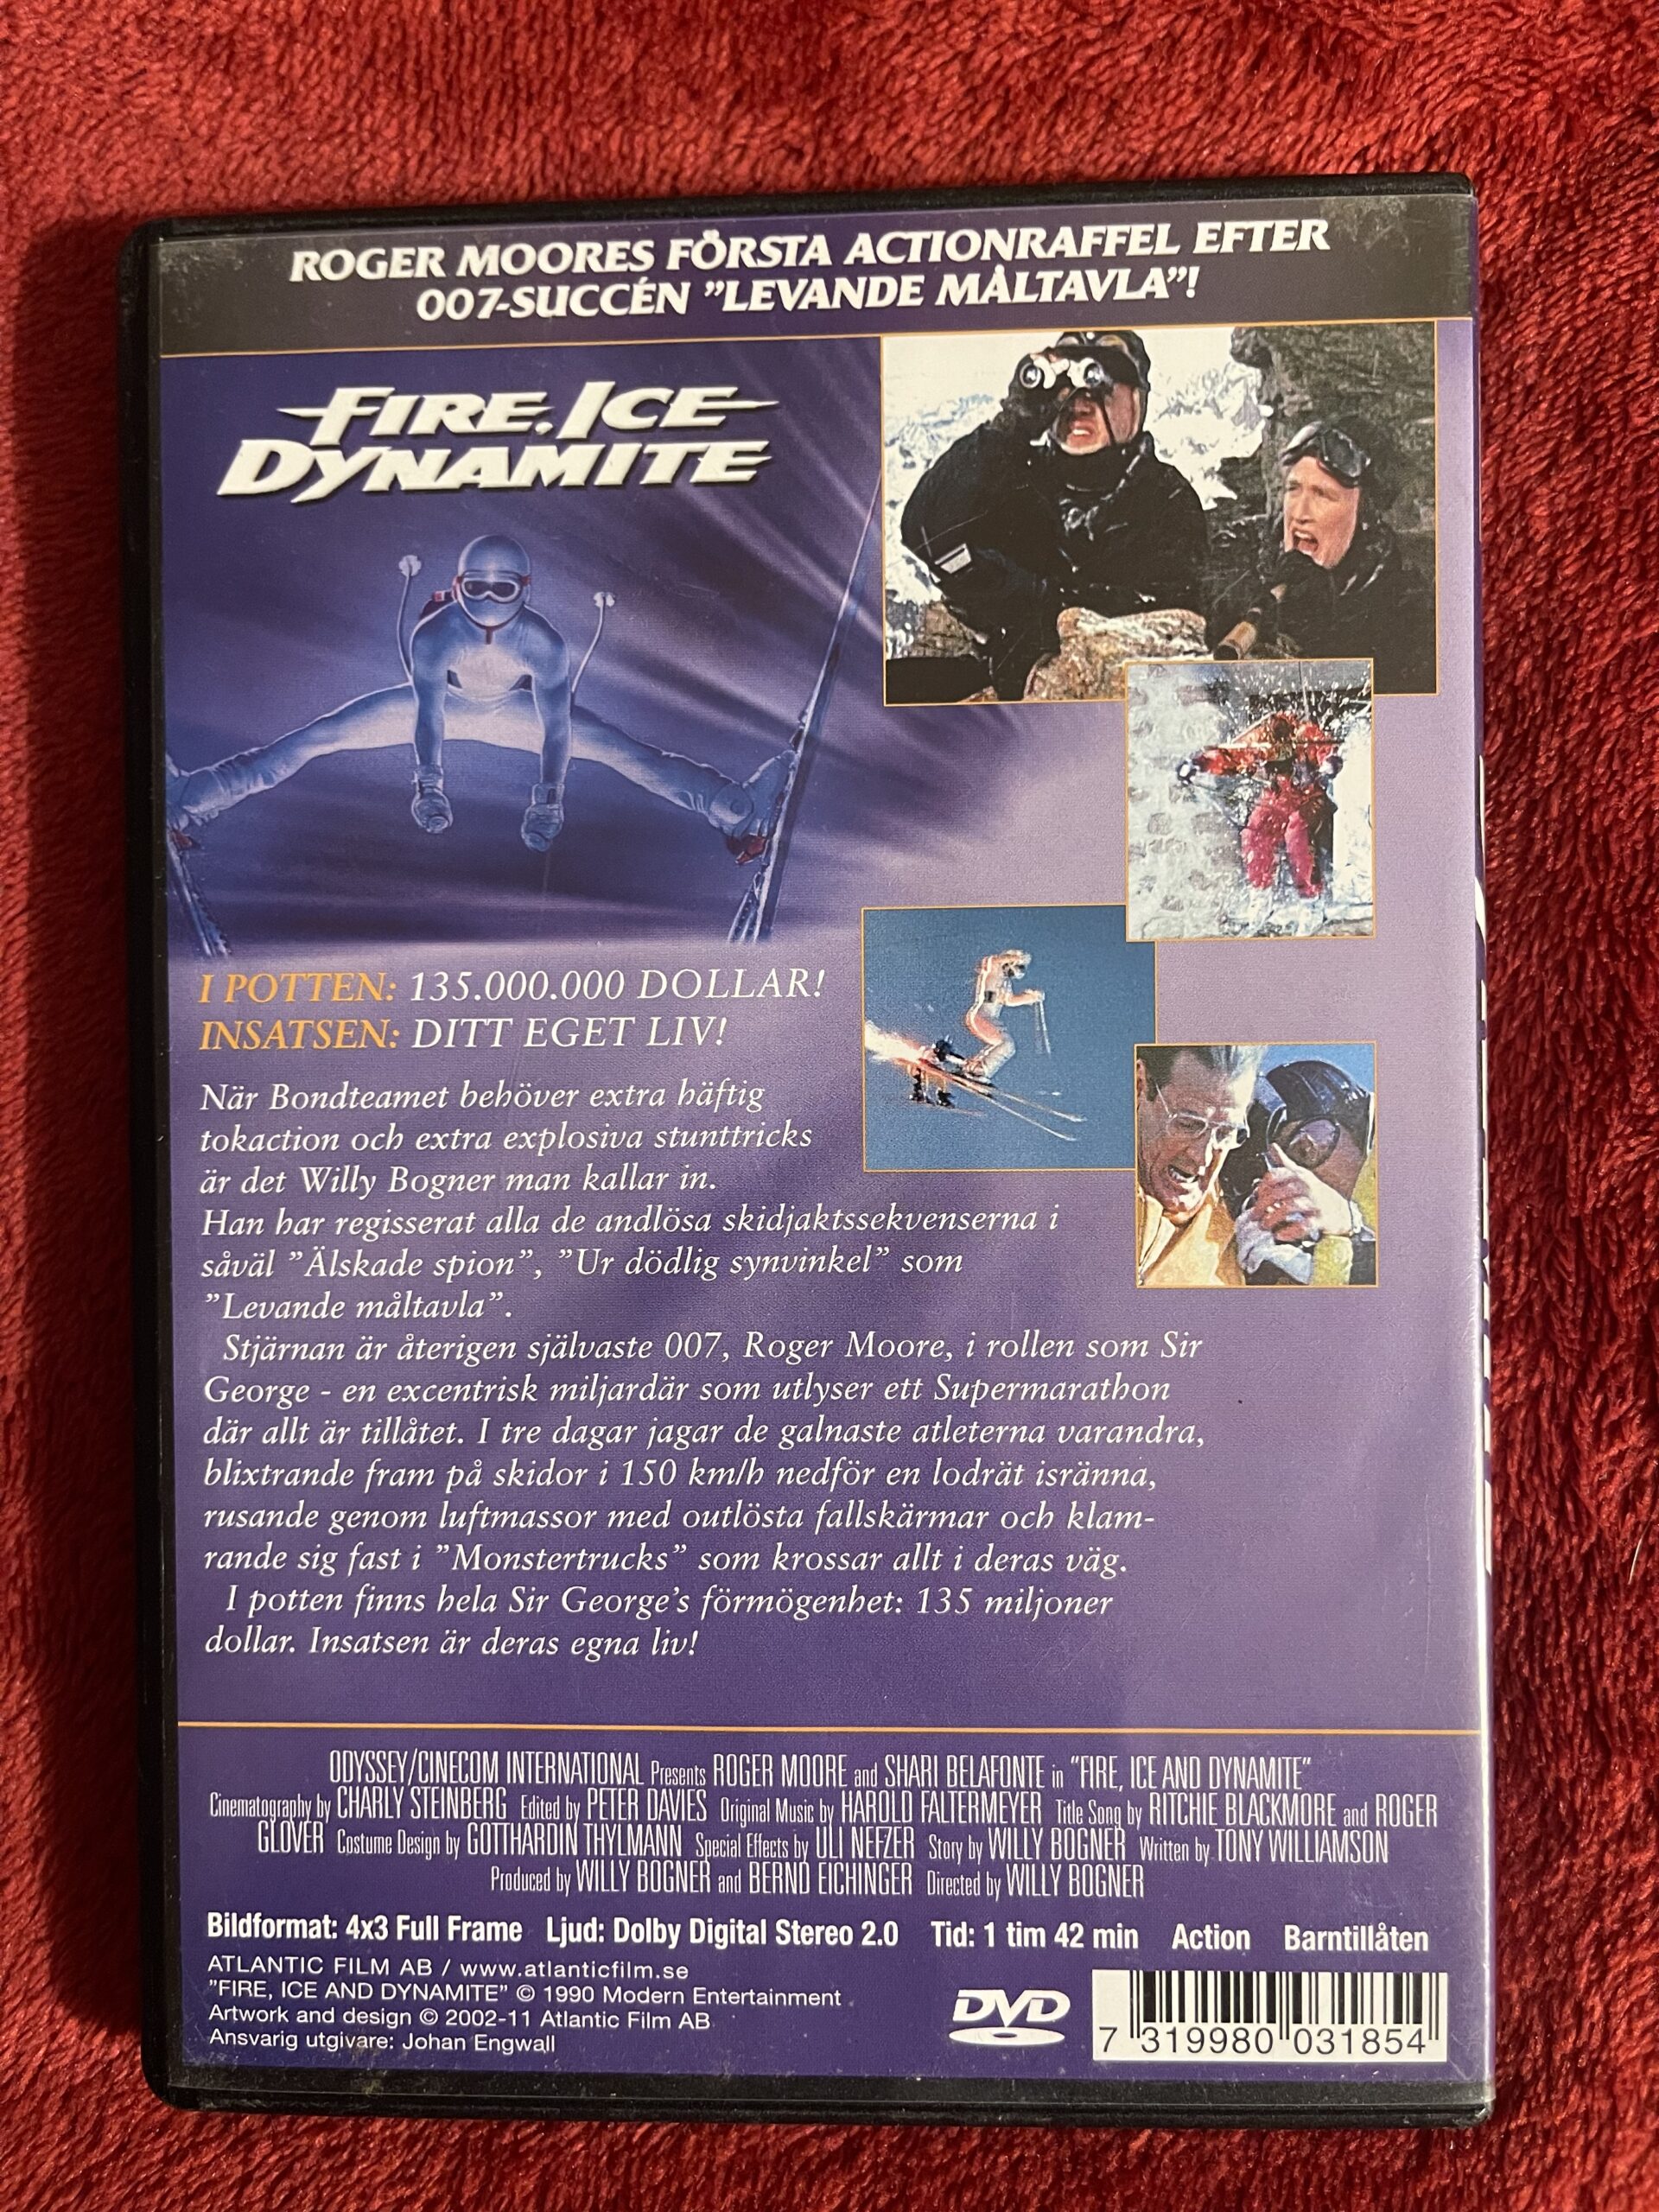 ROGER MOORES FÖRSTA ACTIONRAFFEL EFTER
007-SUCCÉN ”LEVANDE MÅLTAVLA”!
FIRE, ICE
DYNAMITE
I POTTEN: 135.000.000 DOLLAR!
INSATSEN: DITT EGET LIV!
När Bondteamet behöver extra häftig
tokaction och extra explosiva stunttricks
är det Willy Bogner man kallar in.
Han har regisserat alla de andlösa skidjaktssekvenserna i
såväl ”Älskade spion”, ”Ur dödlig synvinkel” som
”Levande måltavla”.
Stjärnan är återigen självaste 007, Roger Moore, i rollen som Sir
George - en excentrisk miljardär som utlyser ett Supermarathon
där allt är tillåtet. I tre dagar jagar de galnaste atleterna varandra,
blixtrande fram på skidor i 150 km/h nedför en lodrät isränna,
rusande genom luftmassor med outlösta fallskärmar och klam-
rande sig fast i ”Monstertrucks” som krossar allt i deras väg.
I potten finns hela Sir George’s förmögenhet: 135 miljoner
dollar. Insatsen är deras egna liv!
ODYSSEY/CINECOM INTERNATIONAL Presents ROGER MOORE and SHARI BELAFONTE in "FIRE, ICE AND DYNAMITE"
Cinematography by CHARLY STEINBERG Edited by PETER DAVIES Original Music by HAROLD FALTERMEYER Title Song by RITCHIE BLACKMORE and ROGER
GLOVER Costume Design by GOTTHARDIN THYLMANN Special Effects by ULI NEFZER Story by WILLY BOGNER Written by TONY WILLIAMSON
Produced by WILLY BOGNER and BERND EICHINGER Directed by WILLY BOGNER
Bildformat: 4x3 Full Frame Ljud: Dolby Digital Stereo 2.0 Tid: 1 tim 42 min Action Barntillåten
ATLANTIC FILM AB / www.atlanticfilm.se
”FIRE, ICE AND DYNAMITE” © 1990 Modern Entertainment
Artwork and design © 2002-11 Atlantic Film AB
Ansvarig utgivare: Johan Engwall
DVD
7 319980 031854